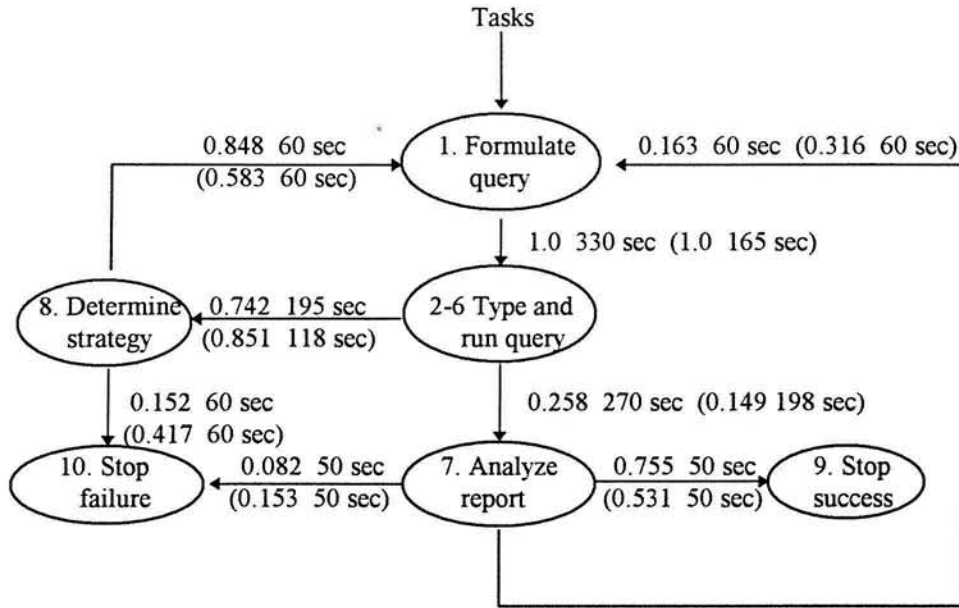 Tasks
0.848 60 sec
(0.583 60 sec)
1. Formulate
query
0.163 60 sec (0.316 60 sec)
1.0 330 sec (1.0 165 sec)
8. Determine
strategy
0.742 195 sec
(0.851 118 sec)
2-6 Type and
run query
0.152 60 sec
(0.417 60 sec)
0.258 270 sec (0.149 198 sec)
10. Stop
failure
0.082 50 sec
(0.153 50 sec)
7. Analyze
report
0.755 50 sec
(0.531 50 sec)
9. Stop
success